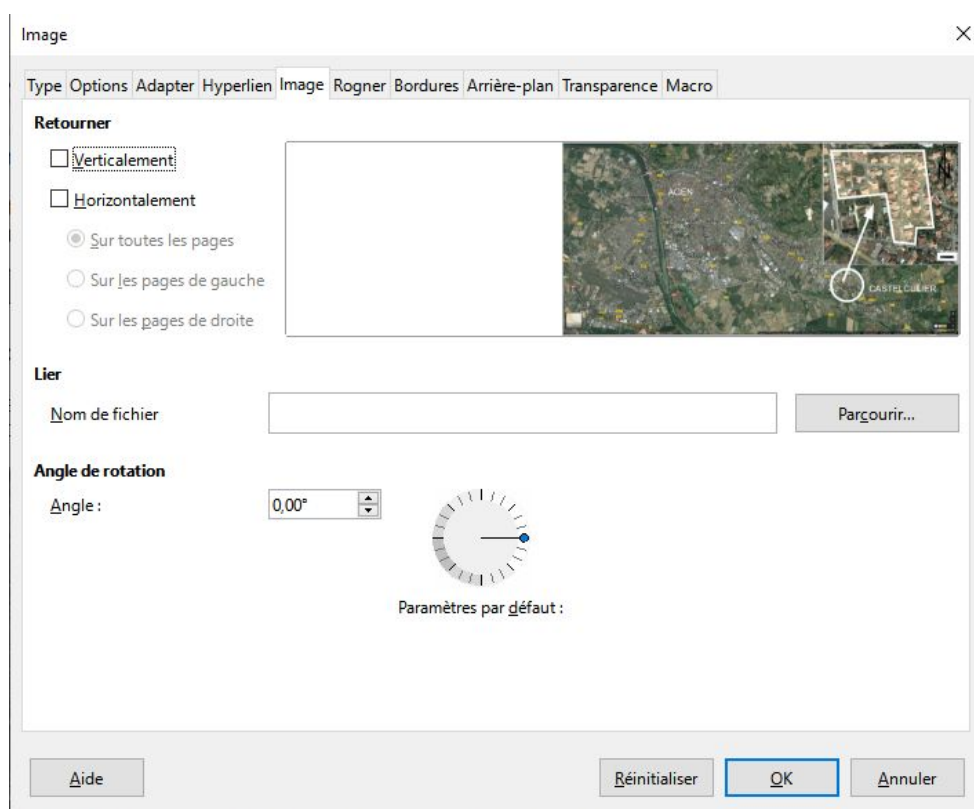 Image
Type Options Adapter Hyperlien Image Rogner Bordures Arrière-plan Transparence Macro
Retourner
Verticalement
Horizontalement
Sur toutes les pages
Sur les pages de gauche
Sur les pages de droite
AGEN
N
CASTELCULIER
Lier
Nom de fichier
Parcourir...
Angle de rotation
Angle :
0,00°
Paramètres par défaut :
Aide
Réinitialiser
OK
Annuler